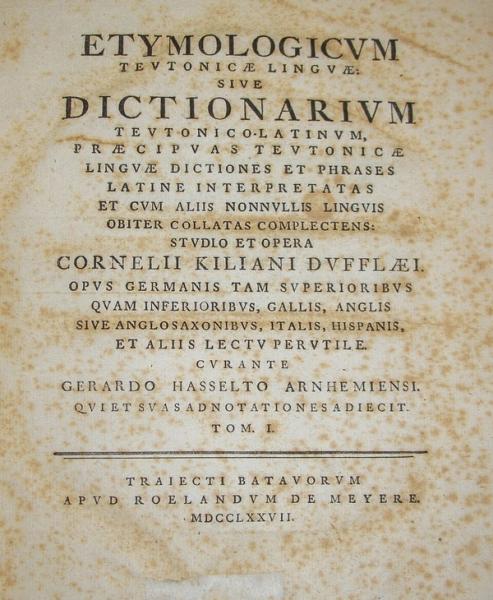 ETYMOLOGICVM
TEVTONICÆ LINGVÆ:
SIVE
DICTIONARIVM
TEVTONICO-LATINVM,
PRÆCIPVAS TEVTONICÆ
LINGVÆ DICTIONES ET PHRASES
LATINE INTERPRETATAS
ET CVM ALIIS NONNVLLIS LINGVIS
OBITER COLLATAS COMPLECTENS:
STVDIO ET OPERA
CORNELII KILIANI DVFFLÆI.
OPVS GERMANIS TAM SVPERIORIBVS
QVAM INFERIORIBVS, GALLIS, ANGLIS
SIVE ANGLOSAXONIBVS, ITALIS, HISPANIS,
ET ALIIS LECTV PERVTILE.
CVRANTE
GERARDO HASSELTO ARNHEMIENSI.
QVI ET SVAS ADNOTATIONES ADIECIT.
TOM. I.
TRAIECTI BATAVORVM
APVD ROELANDVM DE MEYERE.
MDCCLXXVII.